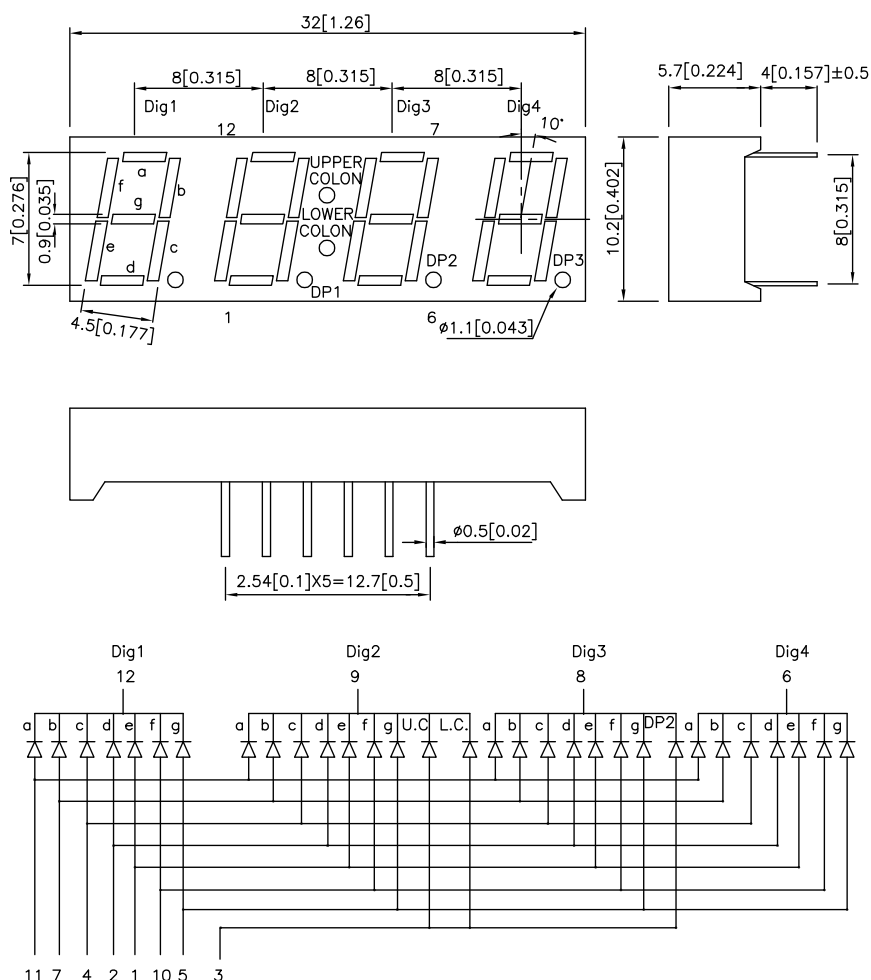 32[1.26]
8[0.315] 8[0.315] 8[0.315]
5.7[0.224] 4[0.157]±0.5
Dig1 Dig2 Dig3 Dig4
12 7 10°
7[0.276]
0.9[0.035]
a
f b
g
e c
d
UPPER
COLON
LOWER
COLON
DP1
DP2
DP3
10.2[0.402]
8[0.315]
4.5[0.177]
1 6
ø1.1[0.043]
ø0.5[0.02]
2.54[0.1]X5=12.7[0.5]
Dig1 Dig2 Dig3 Dig4
12 9 8 6
a b c d e f g a b c d e f g U.C L.C. a b c d e f g DP2 a b c d e f g
11 7 4 2 1 10 5 3